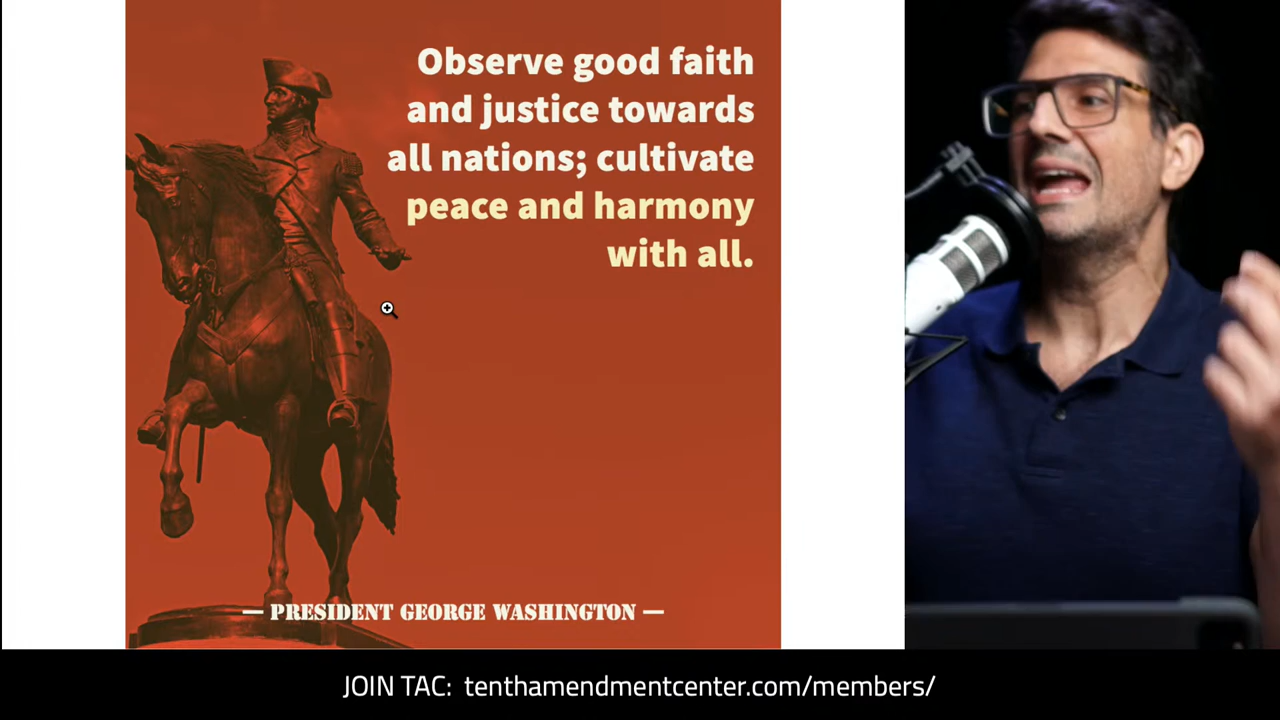 Observe good faith
and justice towards
all nations; cultivate
peace and harmony
with all.
— PRESIDENT GEORGE WASHINGTON —
JOIN TAC: tenthamendmentcenter.com/members/